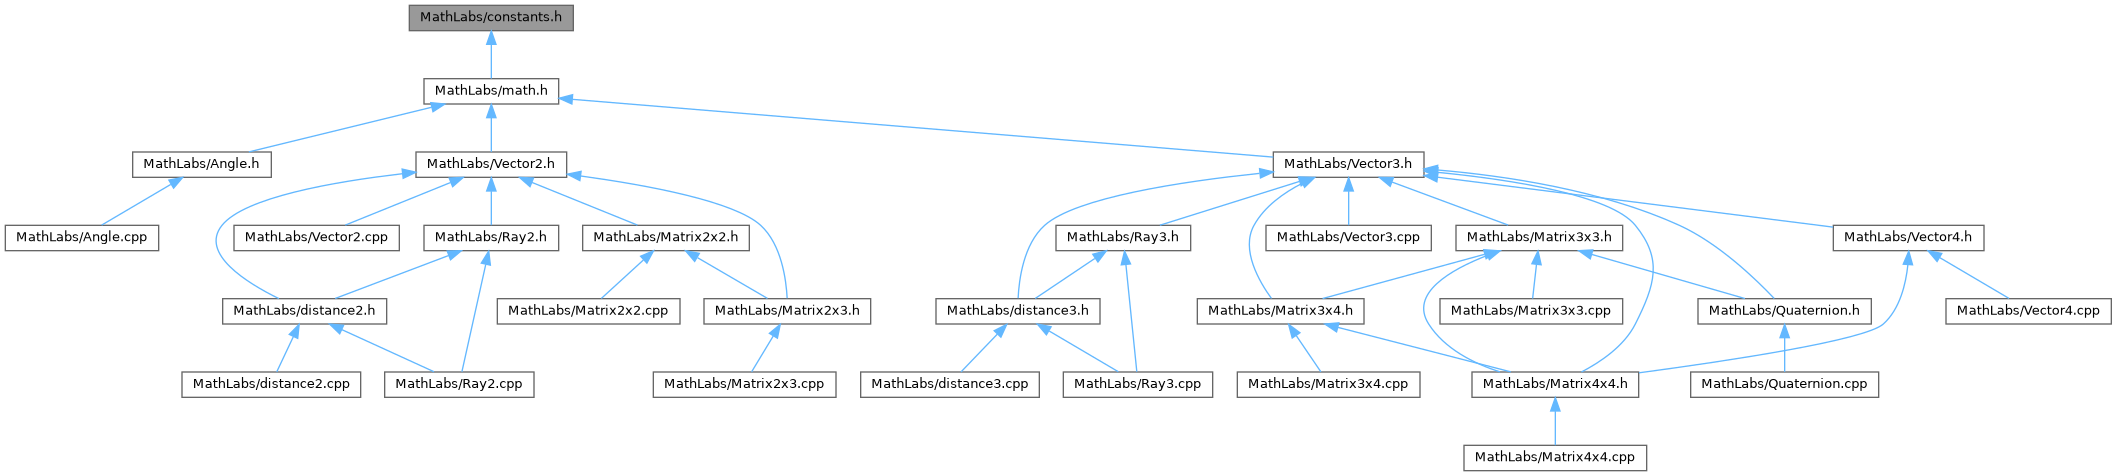 MathLabs/constants.h
MathLabs/math.h
MathLabs/Angle.h
MathLabs/Vector2.h
MathLabs/Vector3.h
MathLabs/Angle.cpp
MathLabs/Vector2.cpp
MathLabs/Ray2.h
MathLabs/Matrix2x2.h
MathLabs/Ray3.h
MathLabs/Vector3.cpp
MathLabs/Matrix3x3.h
MathLabs/Vector4.h
MathLabs/distance2.h
MathLabs/Matrix2x2.cpp
MathLabs/Matrix2x3.h
MathLabs/distance3.h
MathLabs/Matrix3x4.h
MathLabs/Matrix3x3.cpp
MathLabs/Quaternion.h
MathLabs/Vector4.cpp
MathLabs/distance2.cpp
MathLabs/Ray2.cpp
MathLabs/Matrix2x3.cpp
MathLabs/distance3.cpp
MathLabs/Ray3.cpp
MathLabs/Matrix3x4.cpp
MathLabs/Matrix4x4.h
MathLabs/Quaternion.cpp
MathLabs/Matrix4x4.cpp